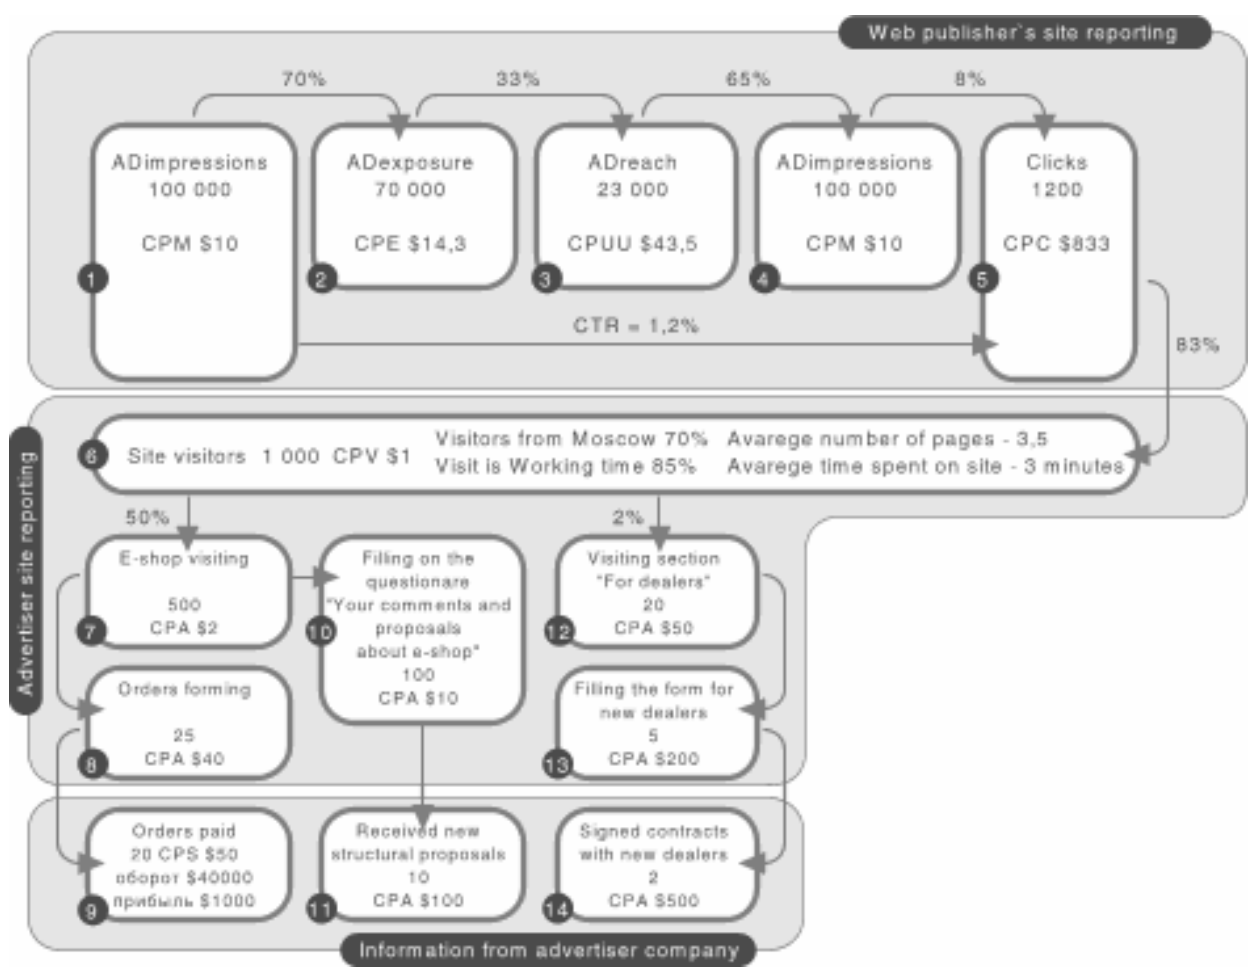 Web publisher`s site reporting
70%
33%
65%
8%
ADimpressions
100 000
CPM $10
1
ADexposure
70 000
CPE $14,3
2
ADreach
23 000
CPUU $43,5
3
ADimpressions
100 000
CPM $10
4
Clicks
1200
CPC $833
5
CTR = 1,2%
83%
Advertiser site reporting
6
Site visitors 1 000 CPV $1
Visitors from Moscow 70%
Visit is Working time 85%
Avarege number of pages - 3,5
Avarege time spent on site - 3 minutes
50%
2%
E-shop visiting
500
CPA $2
7
Orders forming
25
CPA $40
8
Filling on the
questionare
"Your comments and
proposals
about e-shop"
100
CPA $10
10
Visiting section
"For dealers"
20
CPA $50
12
Filling the form for
new dealers
5
CPA $200
13
Orders paid
20 CPS $50
оборот $40000
прибыль $1000
9
Received new
structural proposals
10
CPA $100
11
Signed contracts
with new dealers
2
CPA $500
14
Information from advertiser company